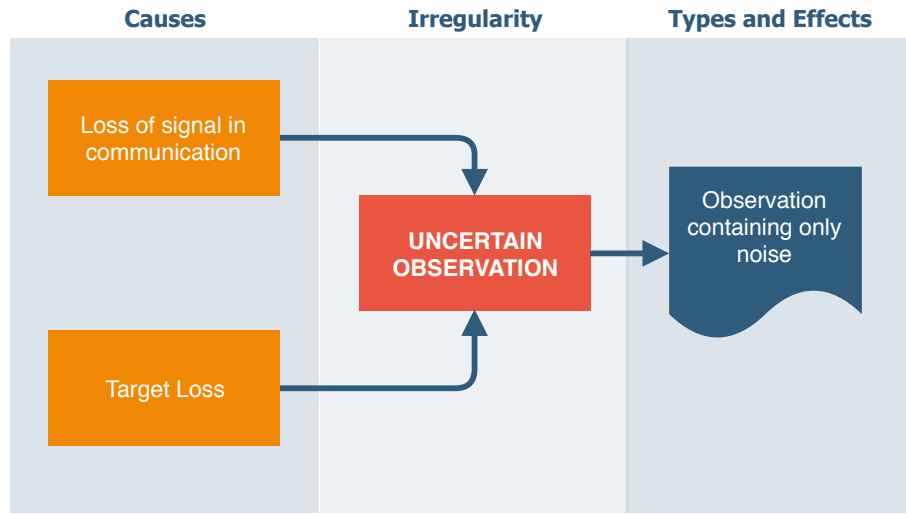 Causes
Irregularity
Types and Effects
Loss of signal in
communication
UNCERTAIN
OBSERVATION
Observation
containing only
noise
Target Loss